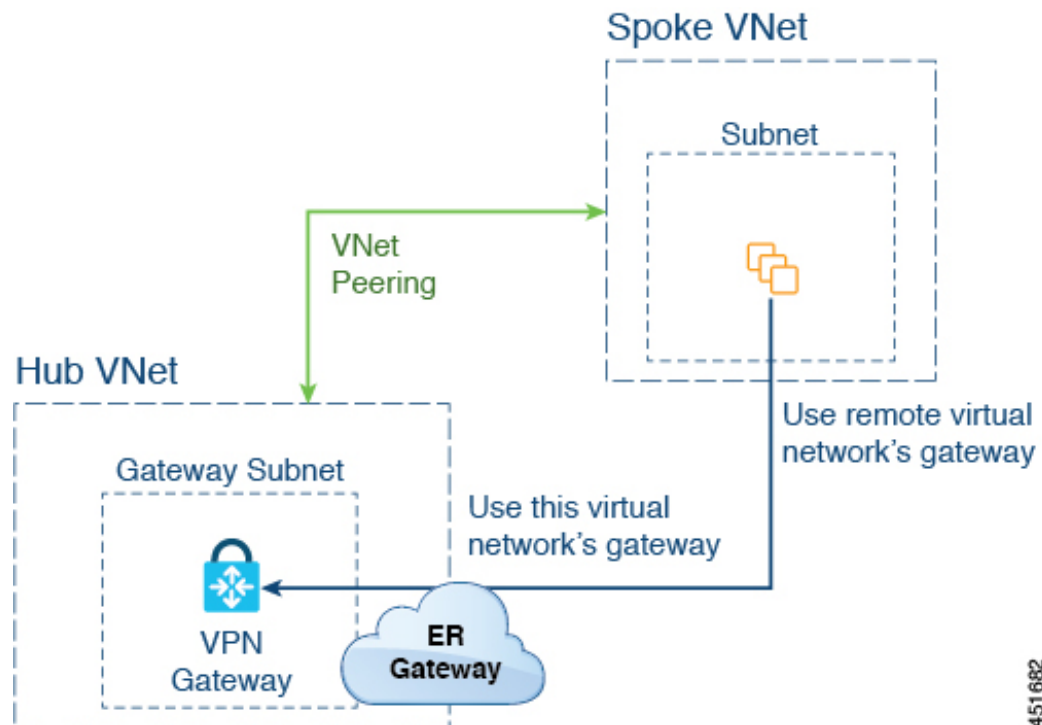 Spoke VNet
Subnet
VNet
Peering
Hub VNet
Use remote virtual
network's gateway
Gateway Subnet
Use this virtual
network's gateway
VPN
Gateway
ER
Gateway
451682